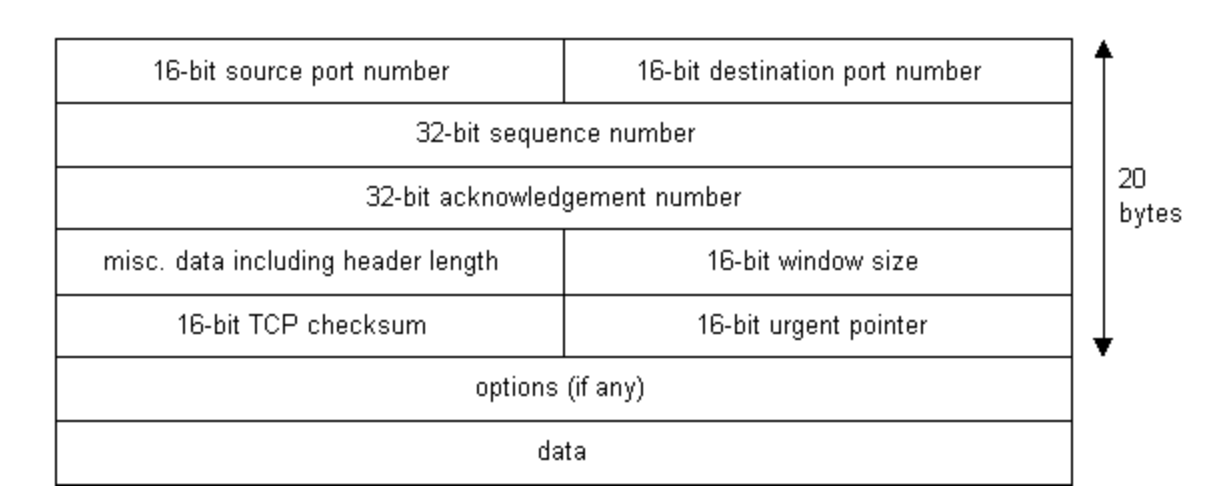 16-bit source port number
16-bit destination port number
32-bit sequence number
32-bit acknowledgement number
20
bytes
misc. data including header length
16-bit window size
16-bit TCP checksum
16-bit urgent pointer
options (if any)
data